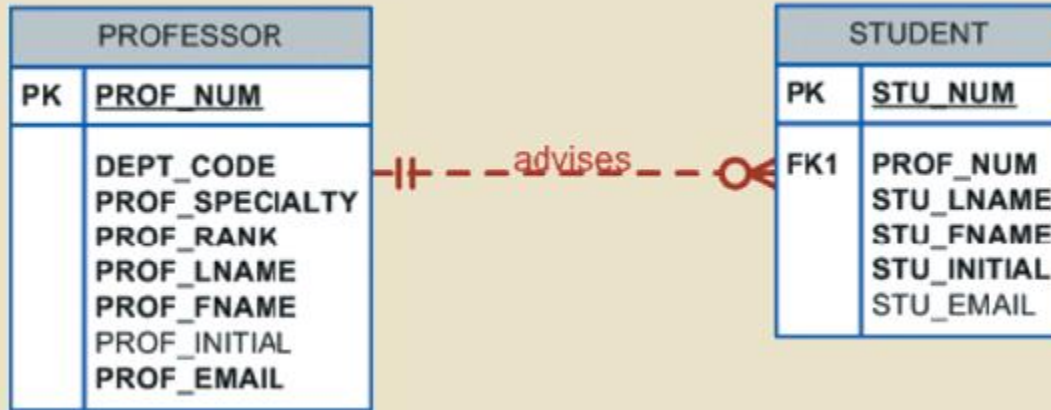 PROFESSOR
PK PROF_NUM
DEPT_CODE
PROF_SPECIALTY
PROF_RANK
PROF_LNAME
PROF_FNAME
PROF_INITIAL
PROF_EMAIL
advises
STUDENT
PK STU_NUM
FK1 PROF_NUM
STU_LNAME
STU_FNAME
STU_INITIAL
STU_EMAIL